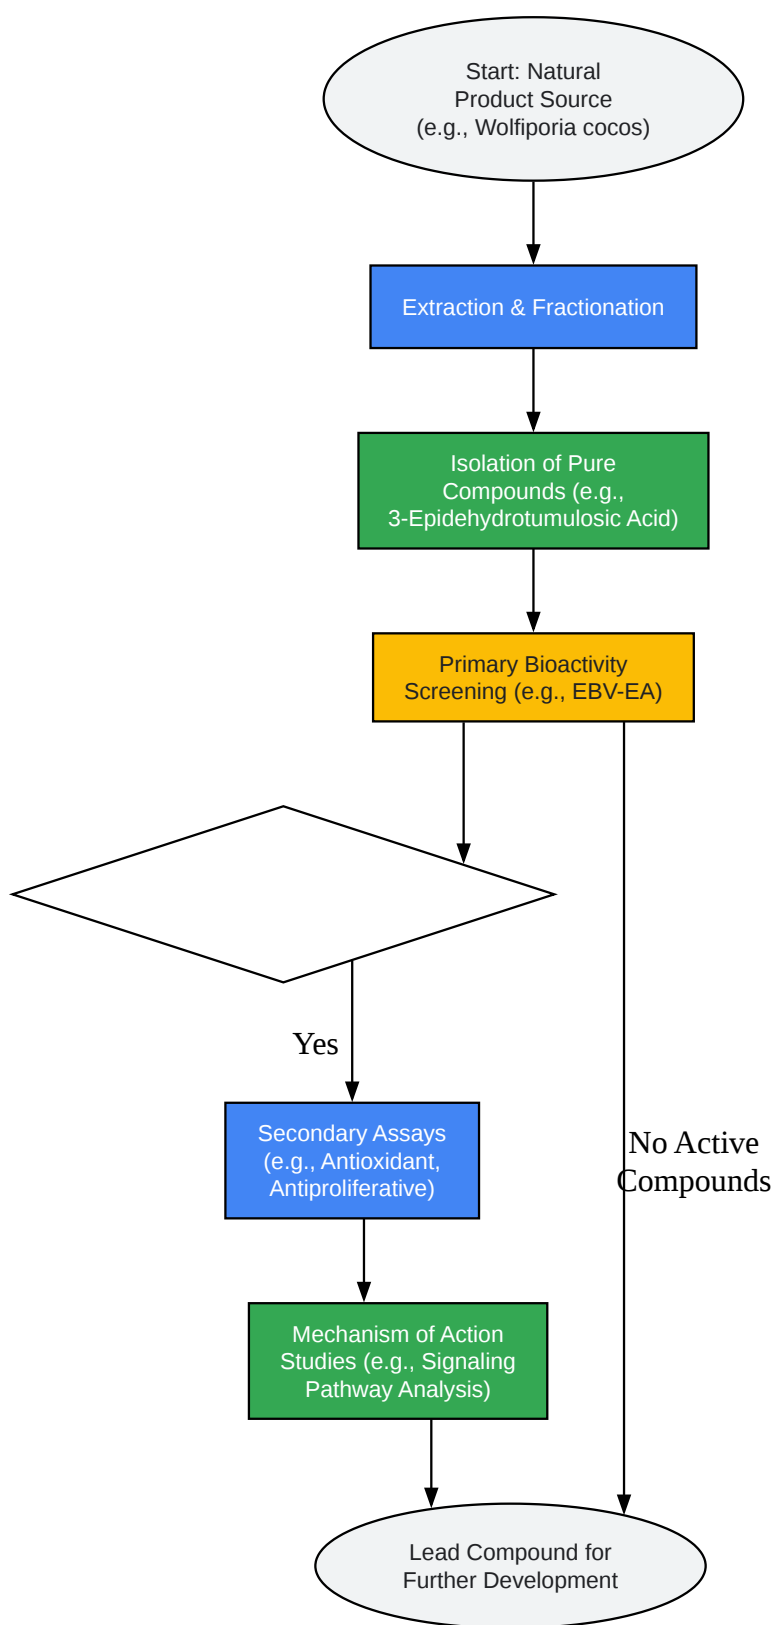 Start: Natural
Product Source
(e.g., Wolfiporia cocos)
Extraction & Fractionation
Isolation of Pure
Compounds (e.g.,
3-Epidehydrotumulosic Acid)
Primary Bioactivity
Screening (e.g., EBV-EA)
Yes
Secondary Assays
(e.g., Antioxidant,
Antiproliferative)
No Active
Compounds
Mechanism of Action
Studies (e.g., Signaling
Pathway Analysis)
Lead Compound for
Further Development